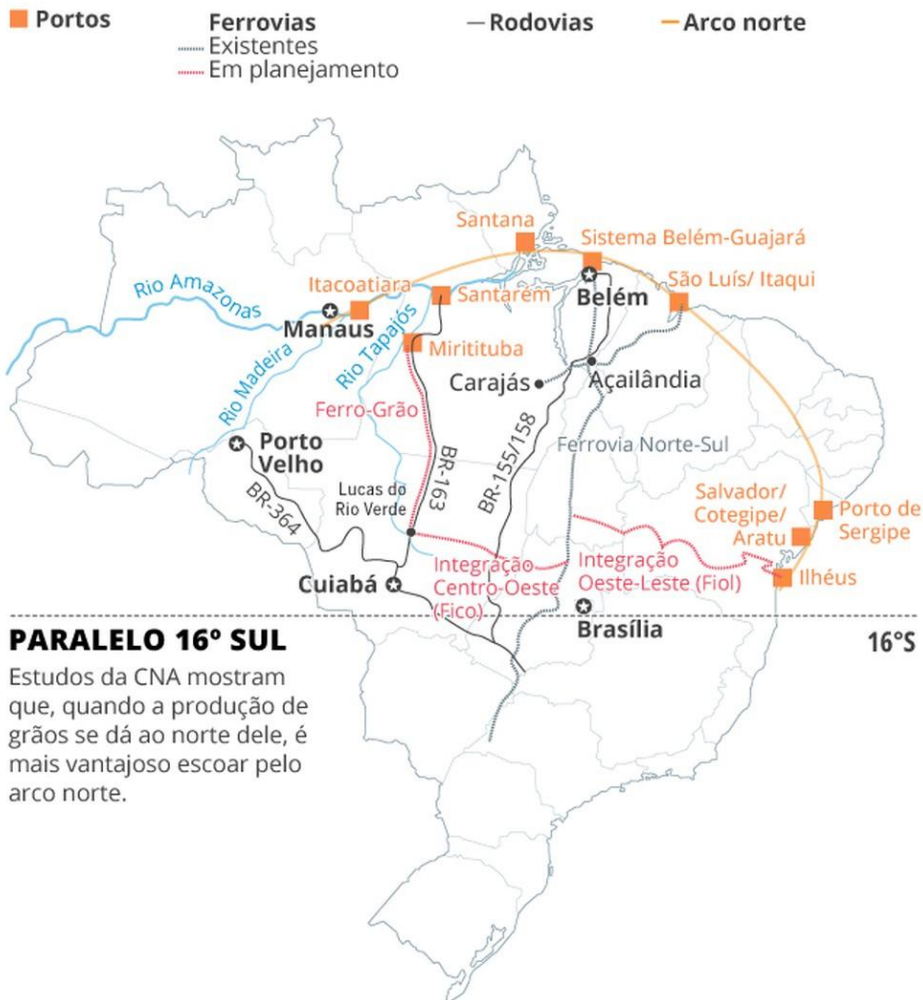 Portos
Ferrovias
Existentes
Em planejamento
Rodovias
Arco norte
Santana
Sistema Belém-Guajará
Itacoatiara
São Luís/ Itaqui
Rio Amazonas
Santarém
Belém
Manaus
Rio Tapajós
Miritituba
Rio Madeira
Carajás
Açailândia
Ferro-Grão
Porto
Velho
BR-163
BR-155/158
Ferrovia Norte-Sul
BR-364
Lucas do
Rio Verde
Salvador/
Cotegipe/
Aratu
Porto de
Sergipe
Integração
Centro-Oeste
(Fico)
Integração
Oeste-Leste (Fiol)
Ilhéus
Cuiabá
Brasília
PARALELO 16º SUL
16°S
Estudos da CNA mostram
que, quando a produção de
grãos se dá ao norte dele, é
mais vantajoso escoar pelo
arco norte.